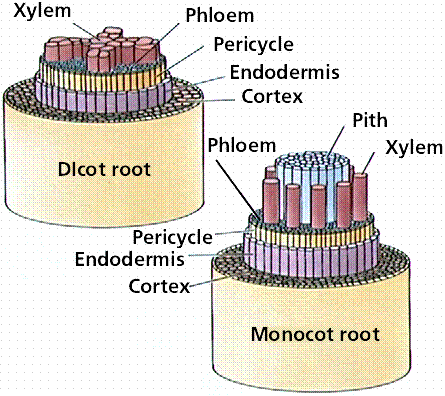 Xylem
Phloem
Pericycle
Endodermis
Cortex
DIcot root
Pith
Phloem
Xylem
Pericycle
Endodermis
Cortex
Monocot root